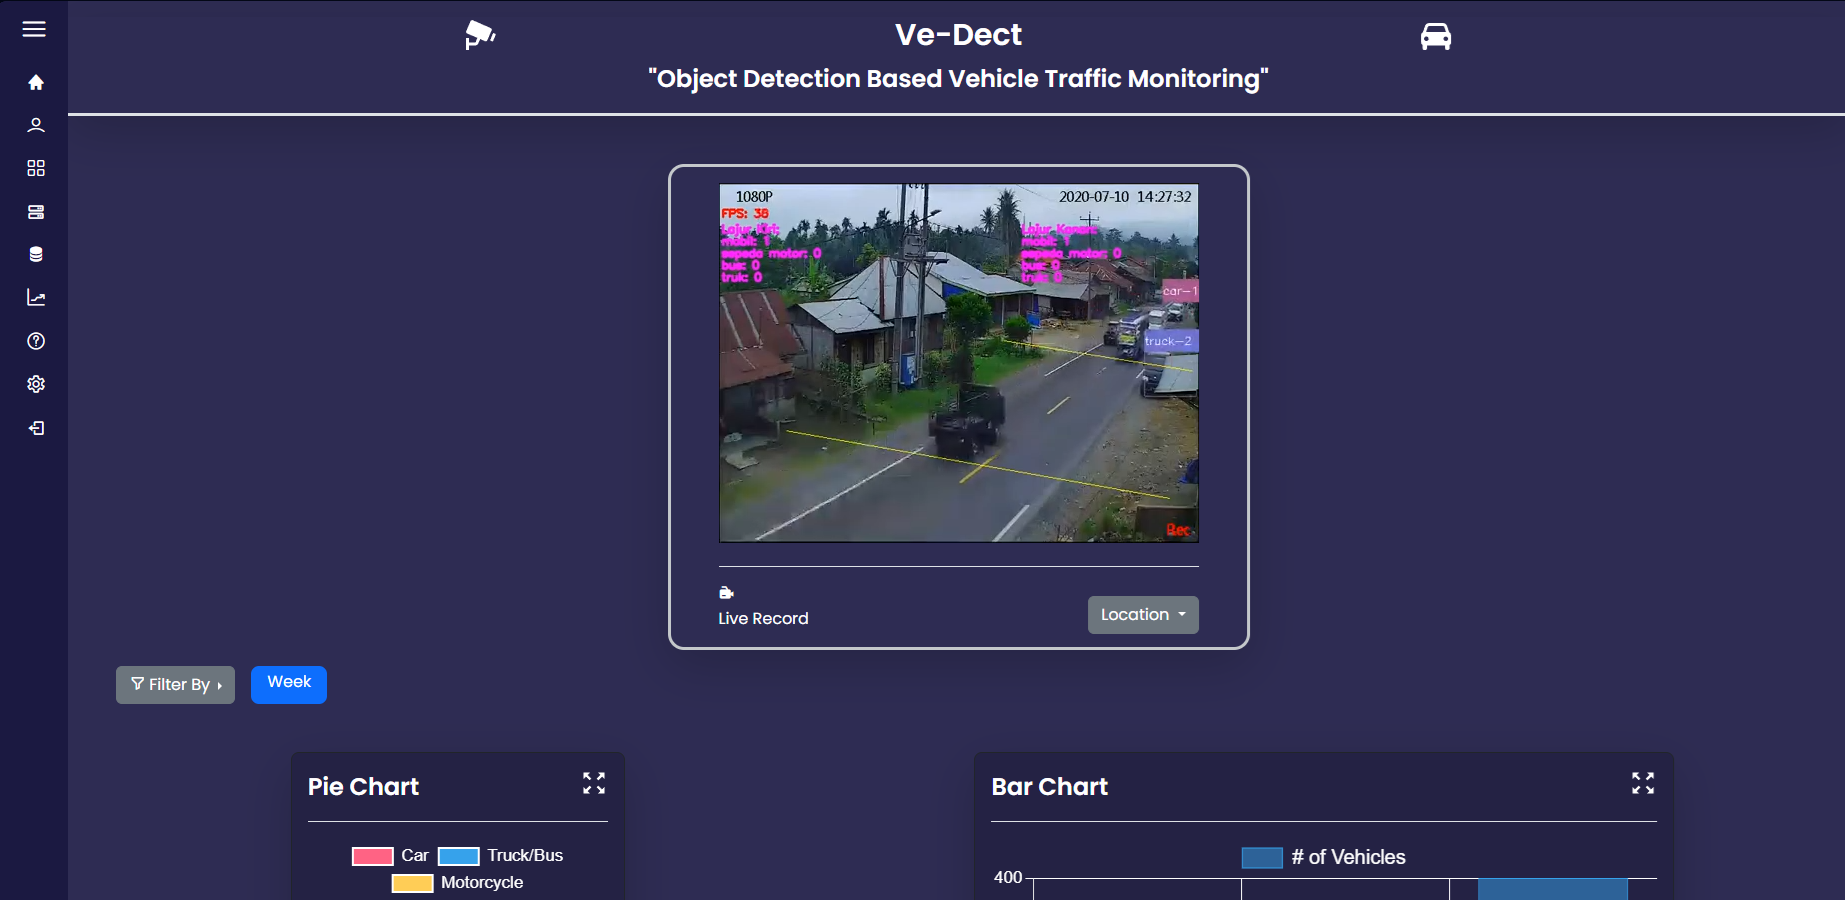 Ve-Dect
"Object Detection Based Vehicle Traffic Monitoring"
1080P
2020-07-10 14:27:32
FPS: 36
Lajur Kiri:
mobil: 1
sepeda motor: 0
bus: 0
truk: 0
Lajur Kanan:
mobil: 1
sepeda motor: 0
bus: 0
truk: 0
car-1
truck-2
Rec
Live Record
Location
Filter By
Week
Pie Chart
Car
Truck/Bus
Motorcycle
Bar Chart
# of Vehicles
400